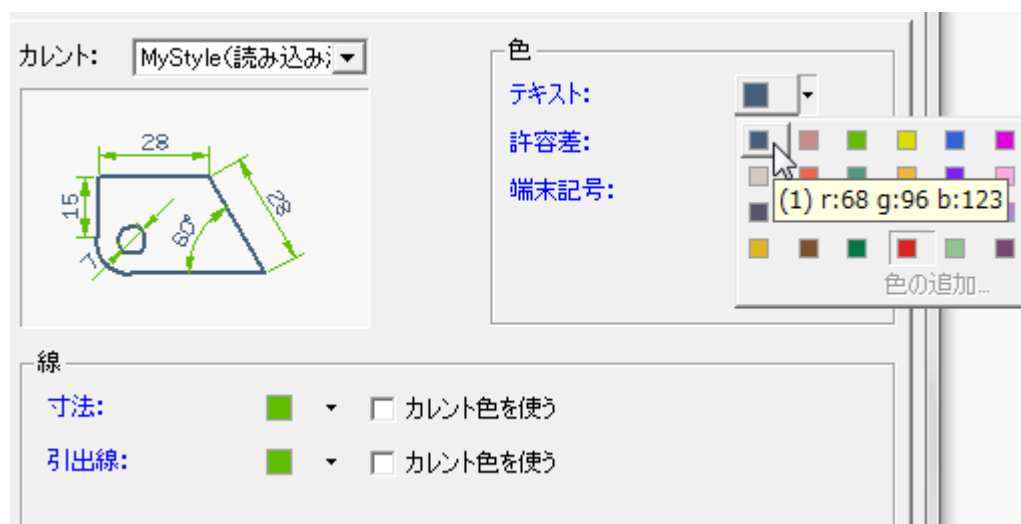 カレント:
MyStyle(読み込み
28
15
7
60°
色
テキスト:
許容差:
端末記号:
(1) r:68 g:96 b:123
色の追加...
線
寸法:
カレント色を使う
引出線:
カレント色を使う